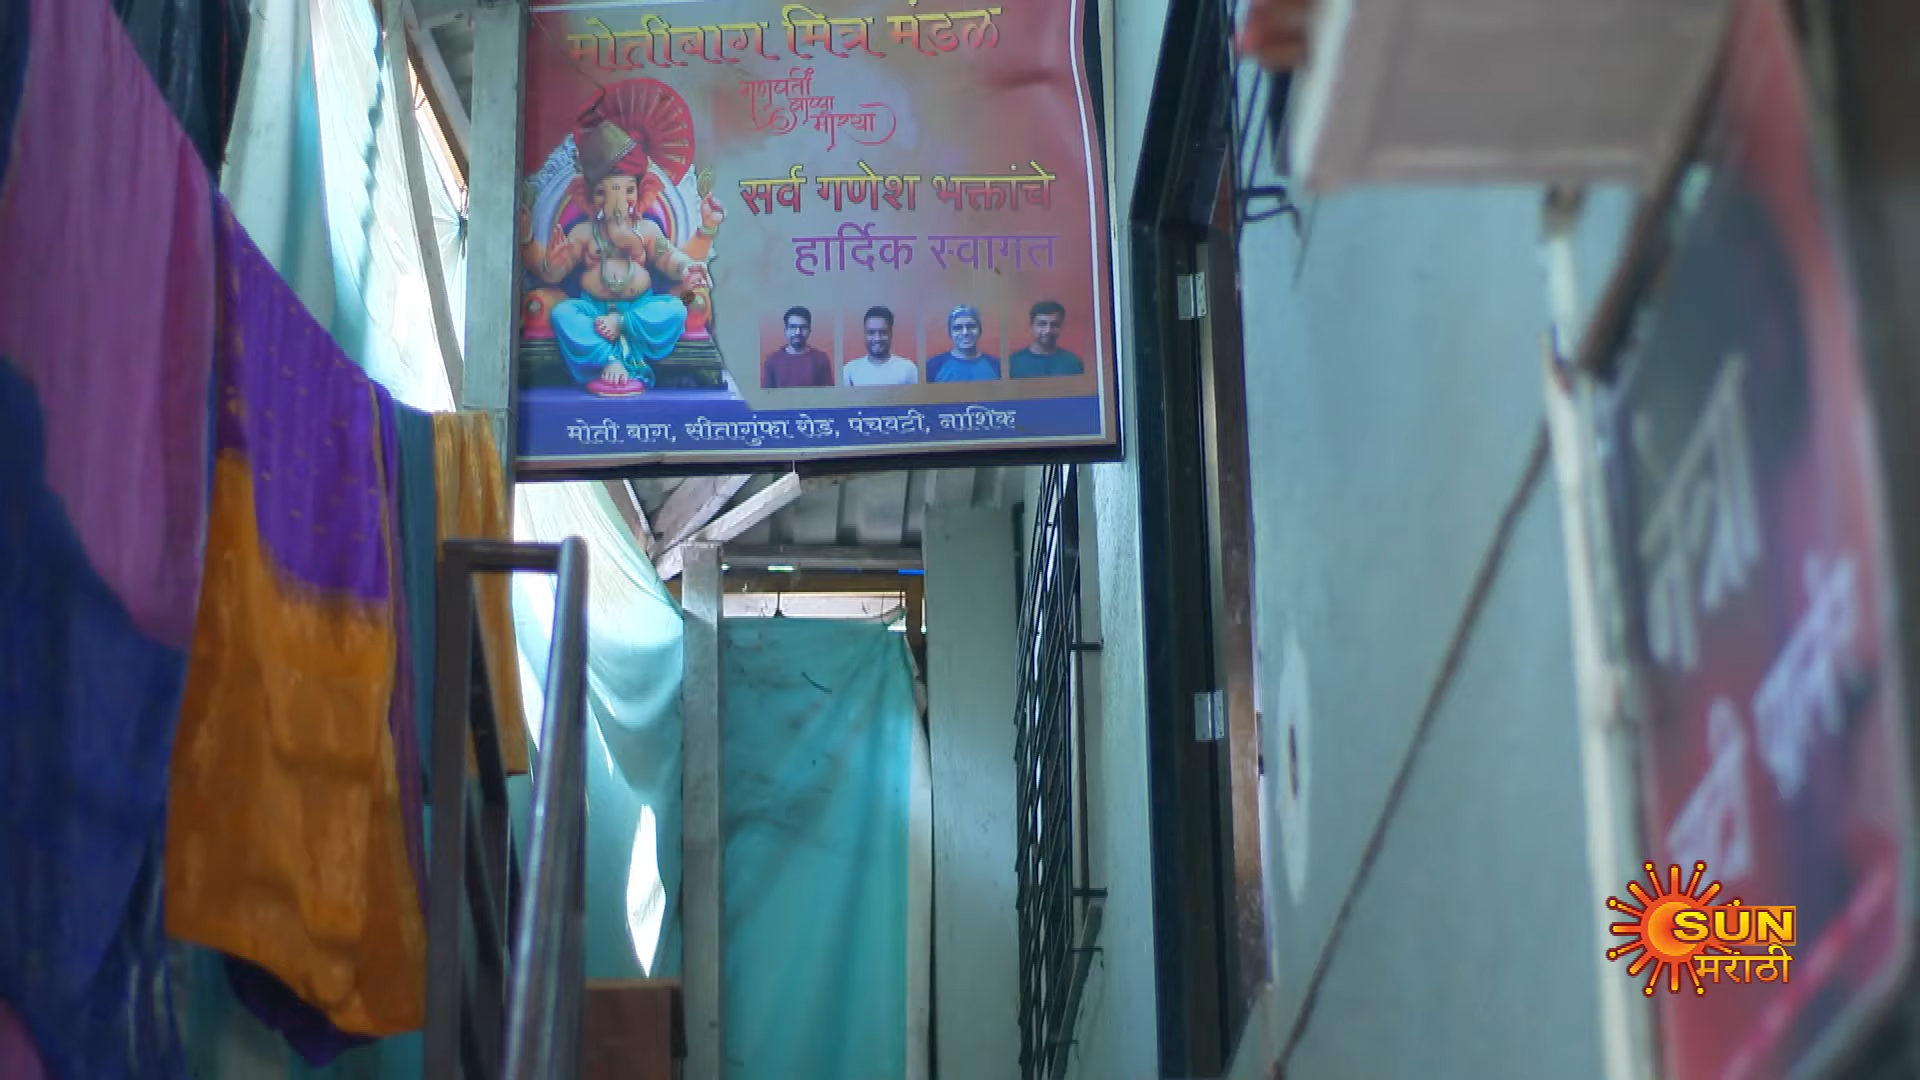 मोतीबाग मित्र मंडळ
गणपती
बाप्पा
मोरया
सर्व गणेश भक्तांचे
हार्दिक स्वागत
मोती बाग, सीतागुंफा रोड, पंचवटी, नाशिक
SUN
मराठी